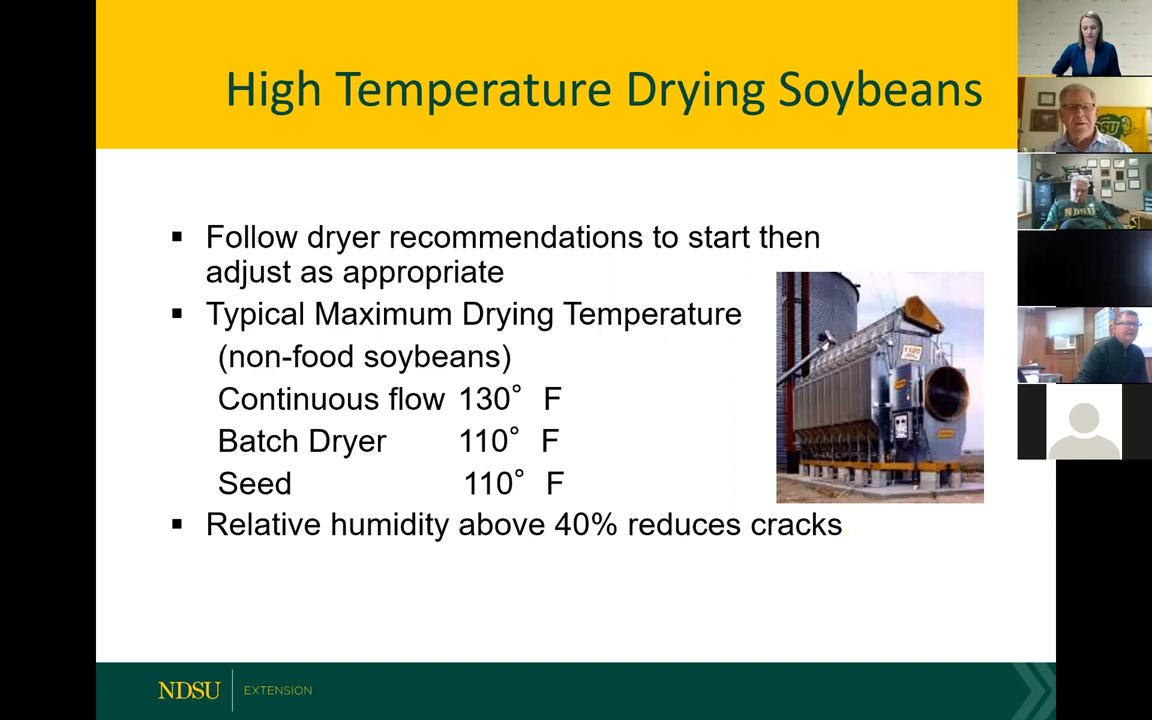 High Temperature Drying Soybeans
▪ Follow dryer recommendations to start then
adjust as appropriate
▪ Typical Maximum Drying Temperature
(non-food soybeans)
Continuous flow 130° F
Batch Dryer 110° F
Seed 110° F
▪ Relative humidity above 40% reduces cracks
NDSU EXTENSION
NDSU